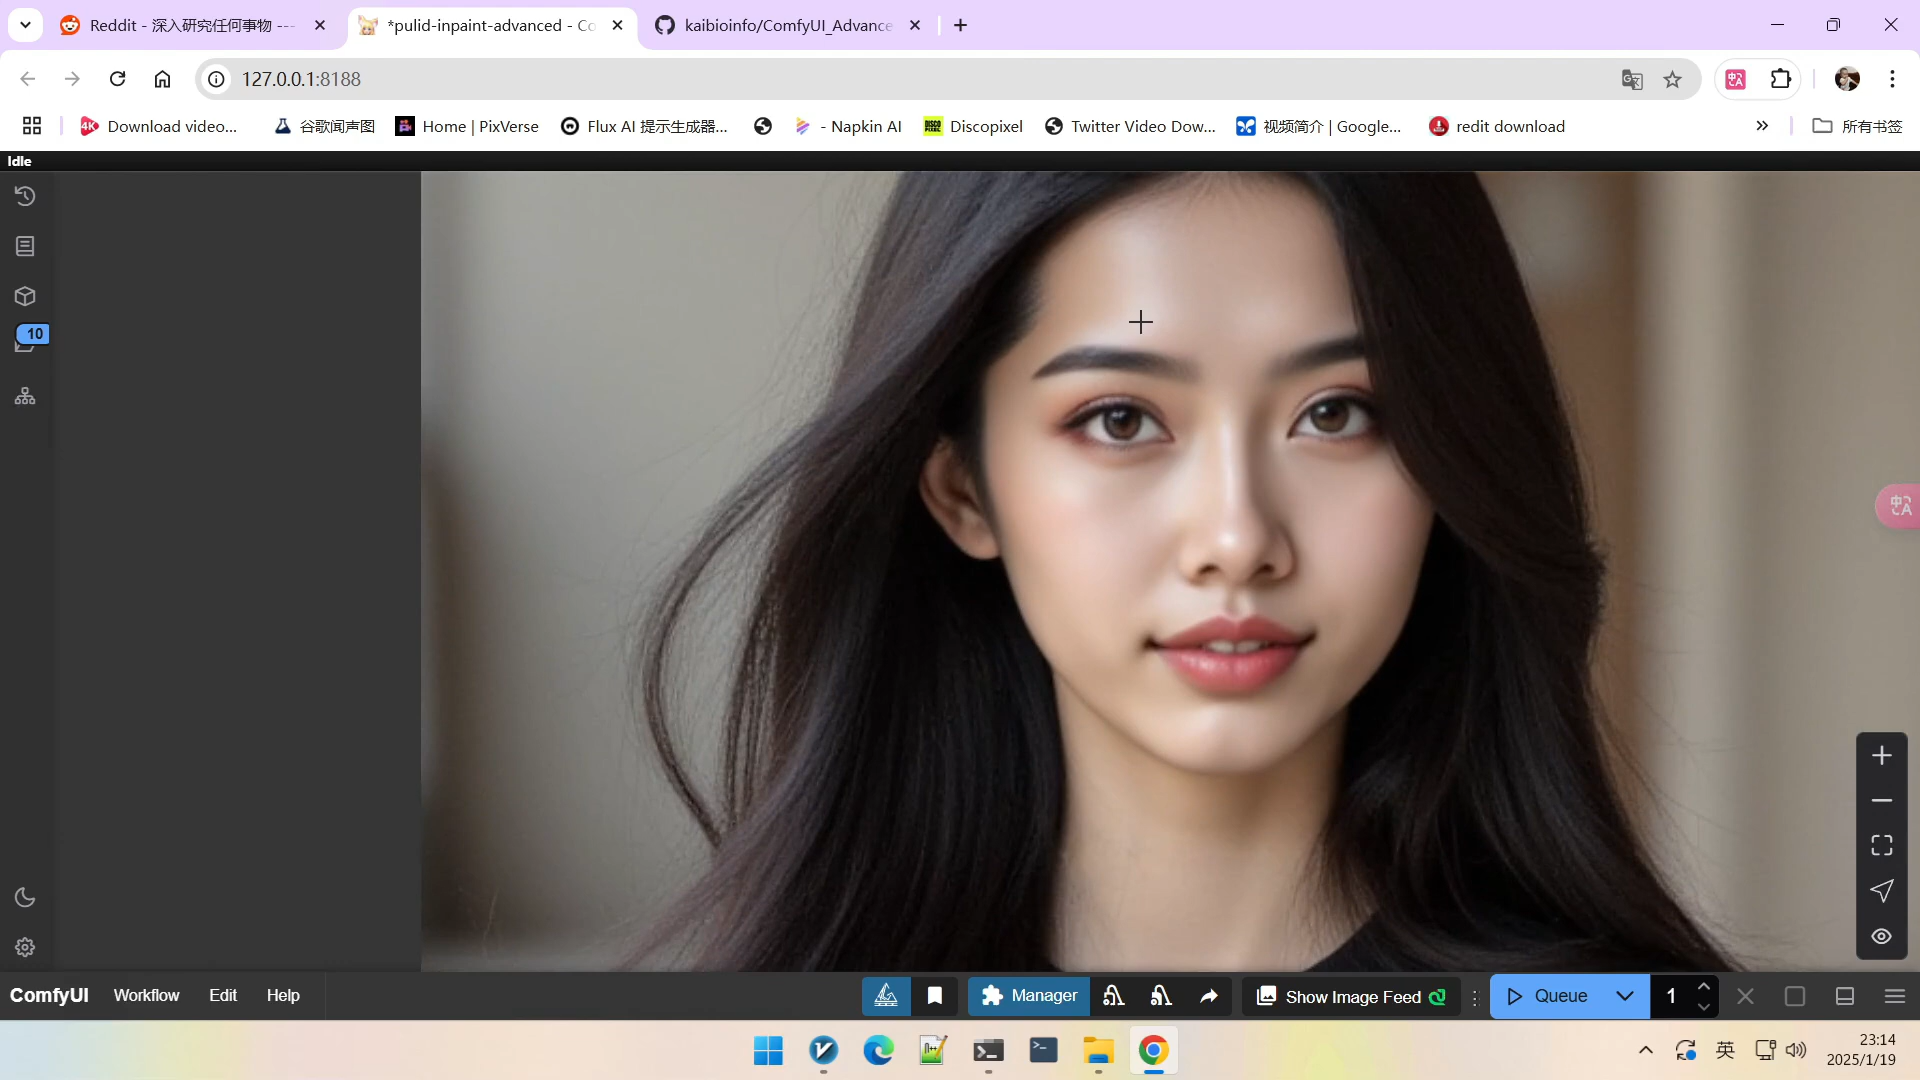 Reddit - 深入研究任何事物 ---
*pulid-inpaint-advanced - Co
kaibioinfo/ComfyUI_Advance
127.0.0.1:8188
Download video...
谷歌闻声图
Home | PixVerse
Flux AI 提示生成器...
- Napkin AI
Discopixel
Twitter Video Dow...
视频简介 | Google...
redit download
所有书签
Idle
10
ComfyUI
Workflow
Edit
Help
Manager
Show Image Feed
Queue
1
英
23:14
2025/1/19